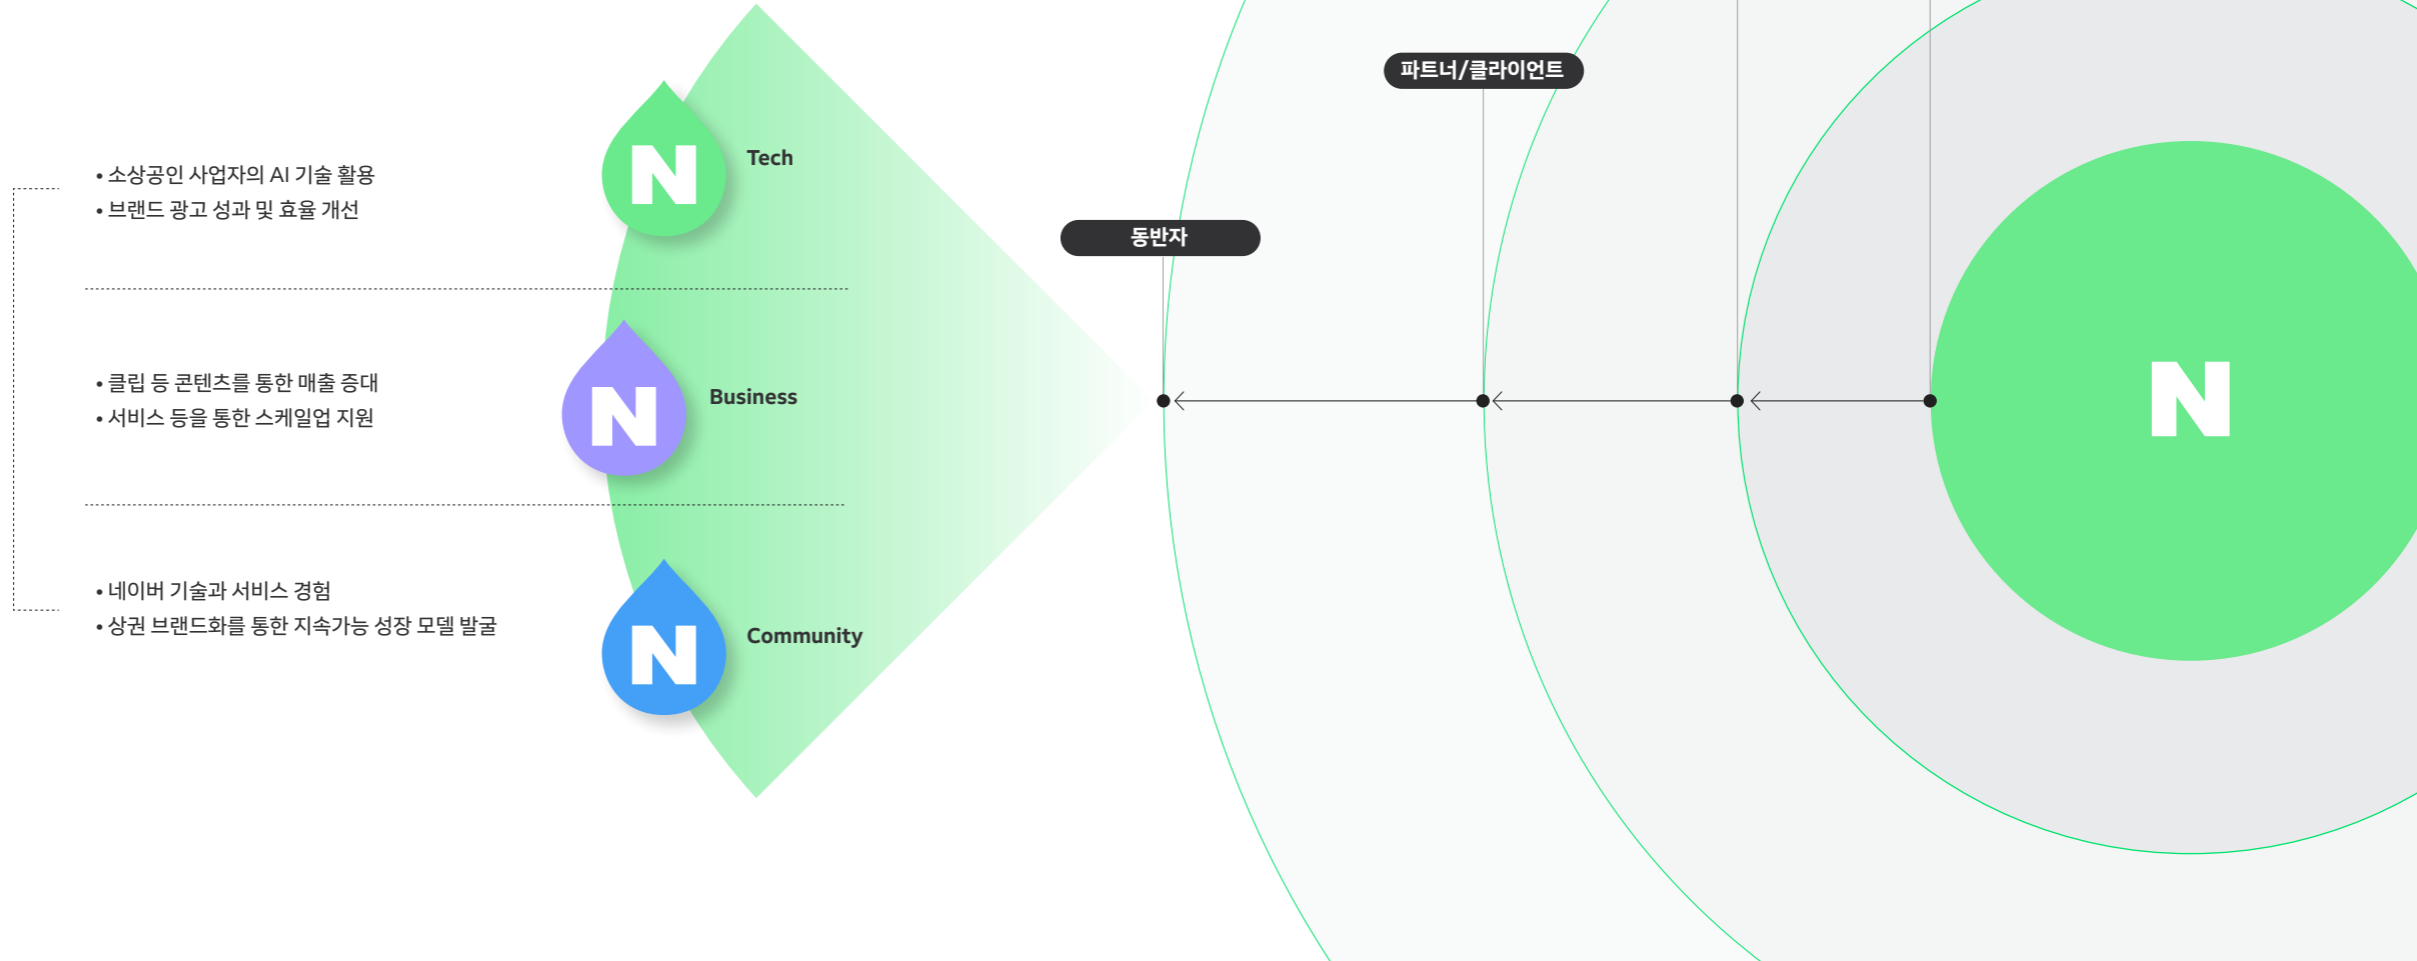 파트너/클라이언트
동반자
Tech
• 소상공인 사업자의 AI 기술 활용
• 브랜드 광고 성과 및 효율 개선
Business
• 클립 등 콘텐츠를 통한 매출 증대
• 서비스 등을 통한 스케일업 지원
Community
• 네이버 기술과 서비스 경험
• 상권 브랜드화를 통한 지속가능 성장 모델 발굴
N
N
N
N